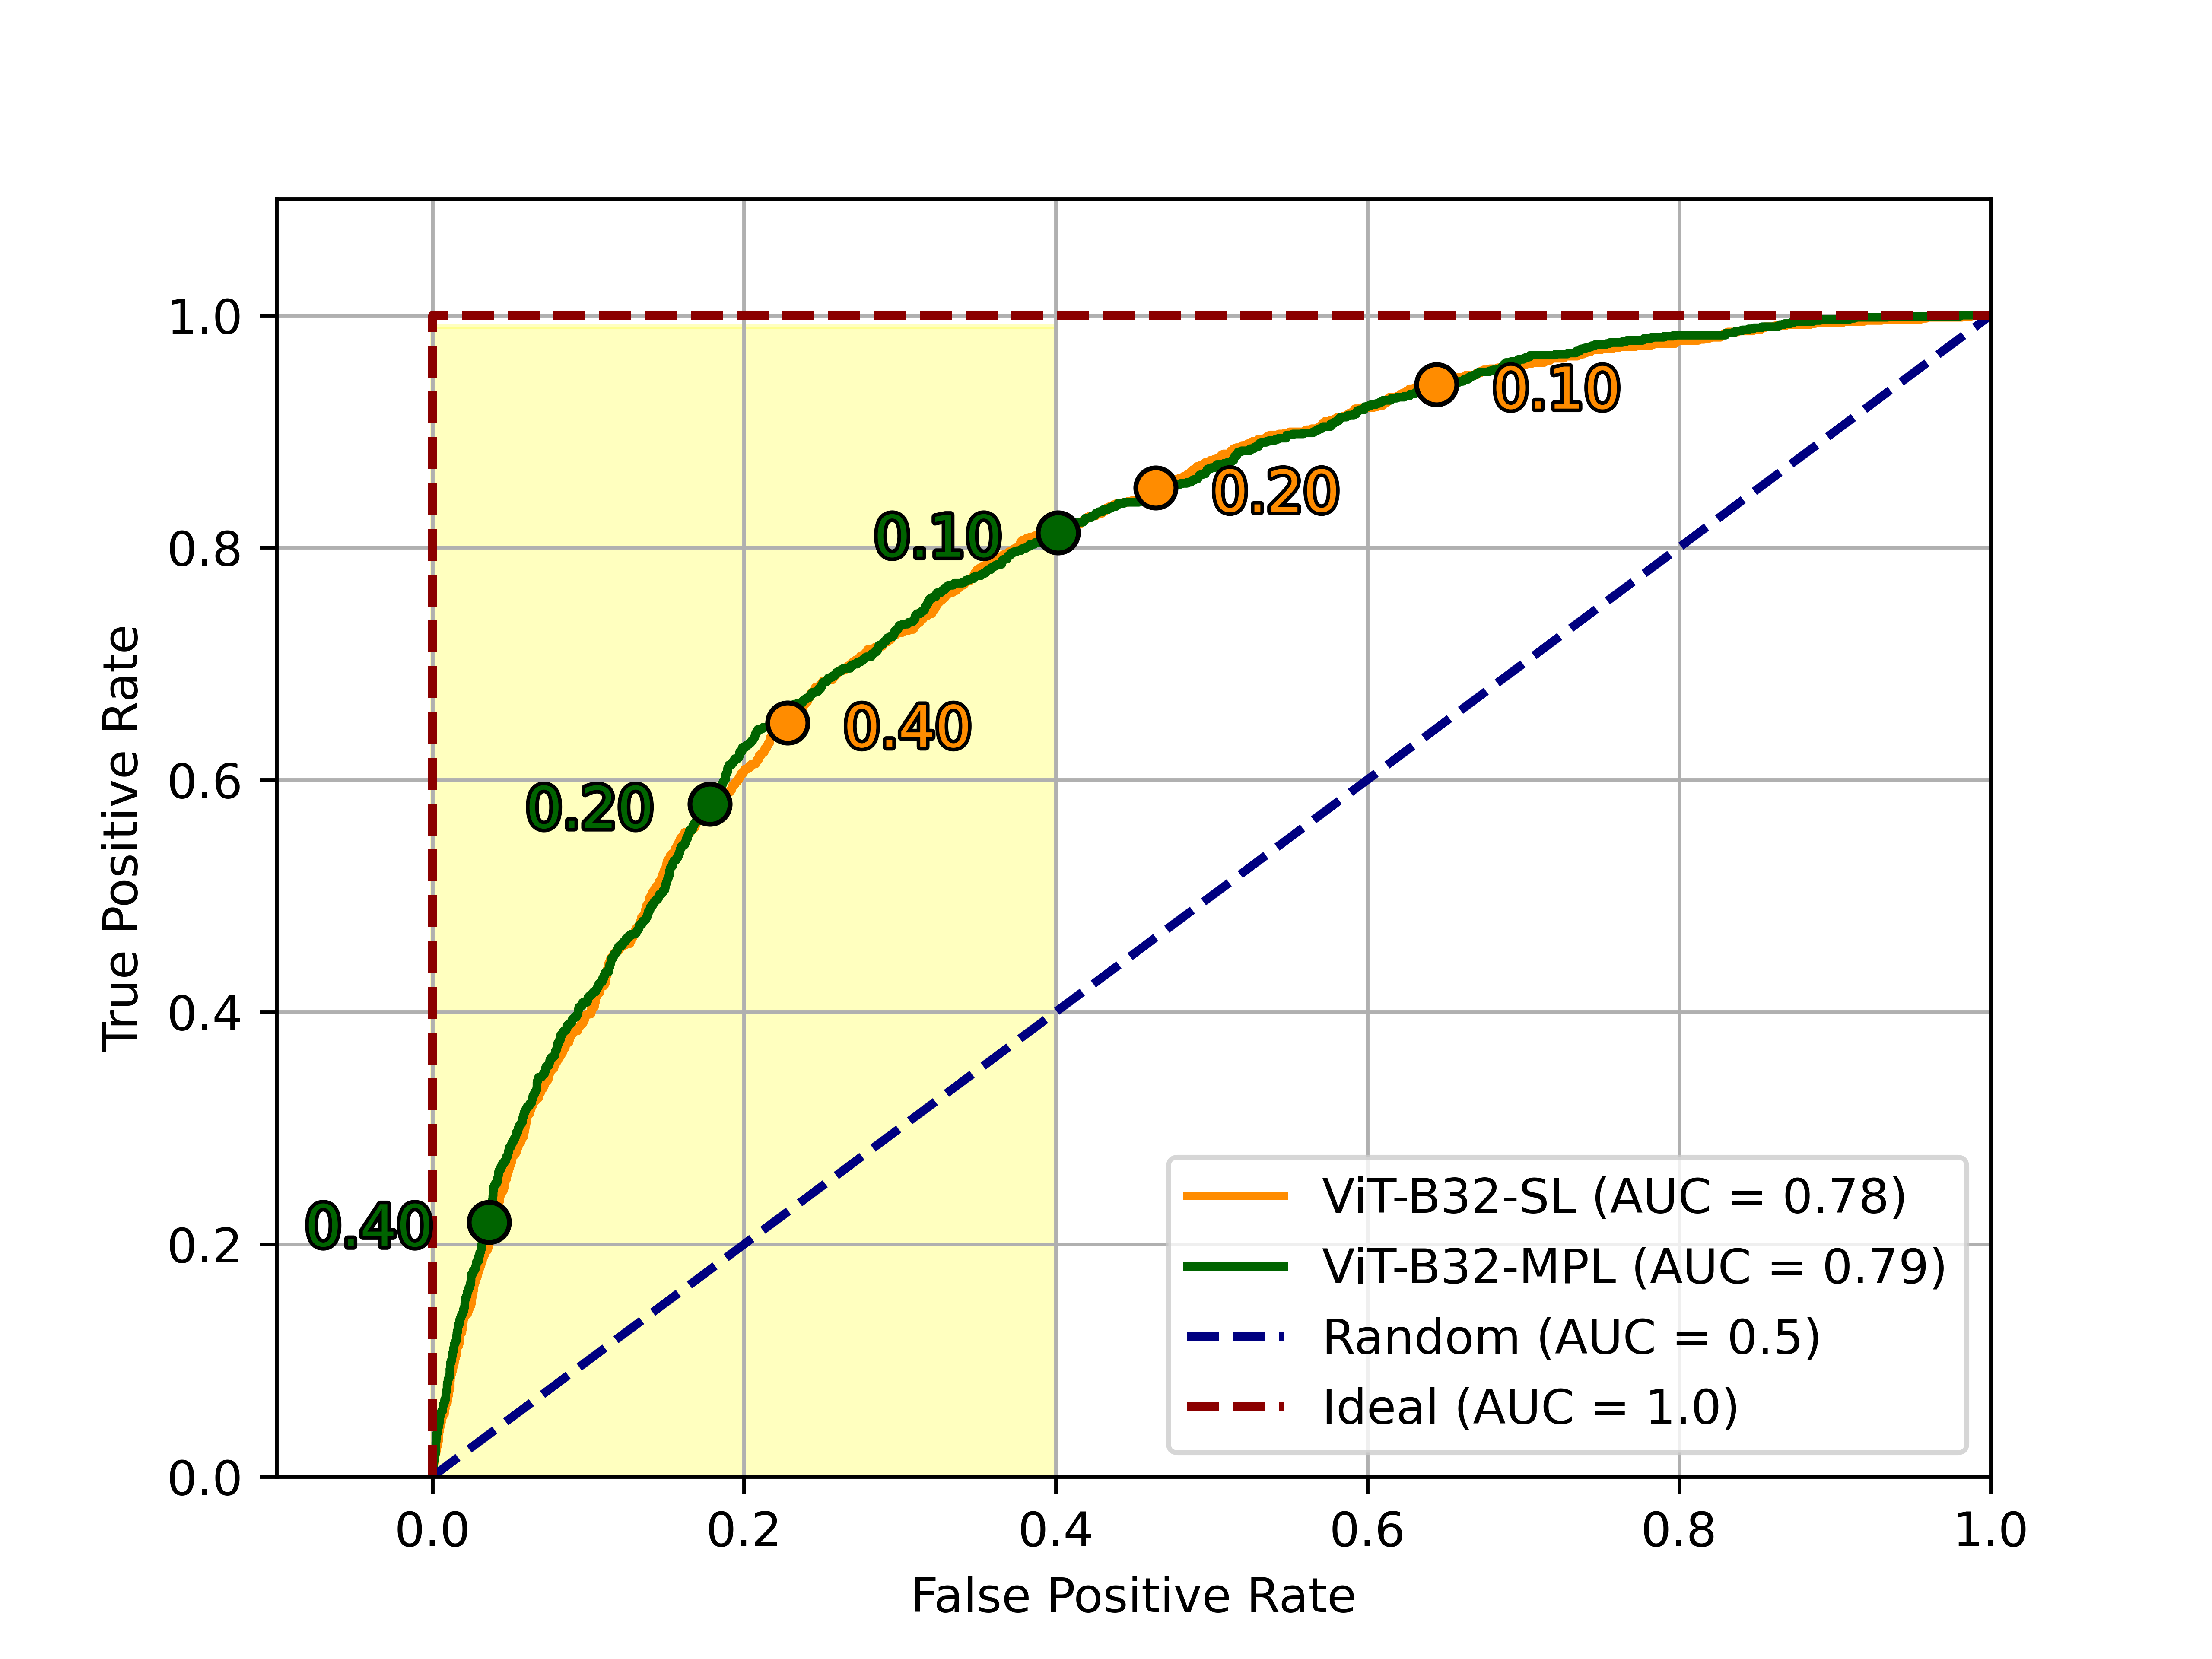 1.0
0.10
0.20
0.10
0.8
0.40
0.6
0.20
0.4
0.40
0.2
0.0
True Positive Rate
ViT-B32-SL (AUC = 0.78)
ViT-B32-MPL (AUC = 0.79)
Random (AUC = 0.5)
Ideal (AUC = 1.0)
0.0 0.2 0.4 0.6 0.8 1.0
False Positive Rate